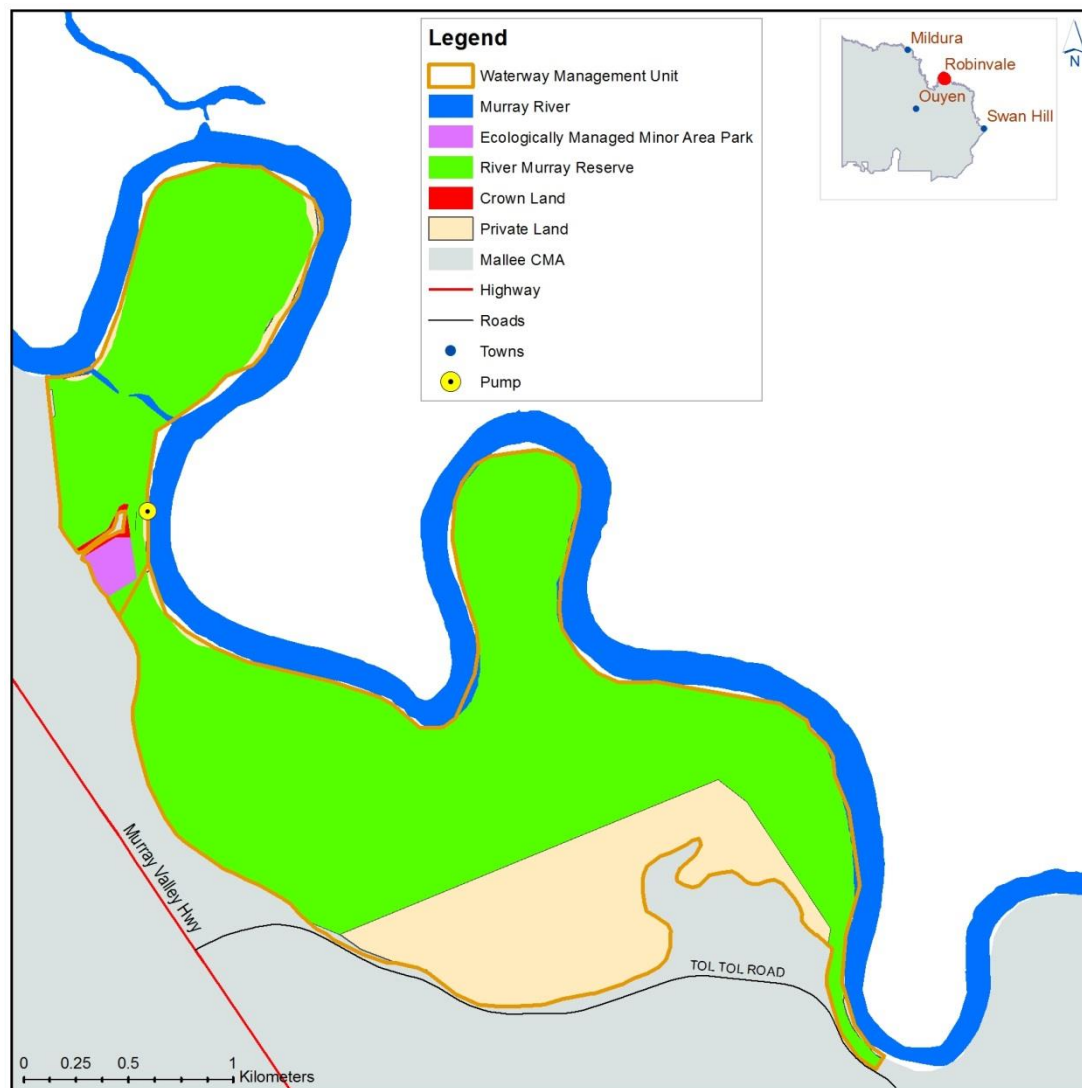 Legend
Waterway Management Unit
Murray River
Ecologically Managed Minor Area Park
River Murray Reserve
Crown Land
Private Land
Mallee CMA
Highway
Roads
Towns
Pump
Mildura
Robinvale
Ouyen
Swan Hill
N
Murray Valley Hwy
TOL TOL ROAD
0 0.25 0.5 1
Kilometers